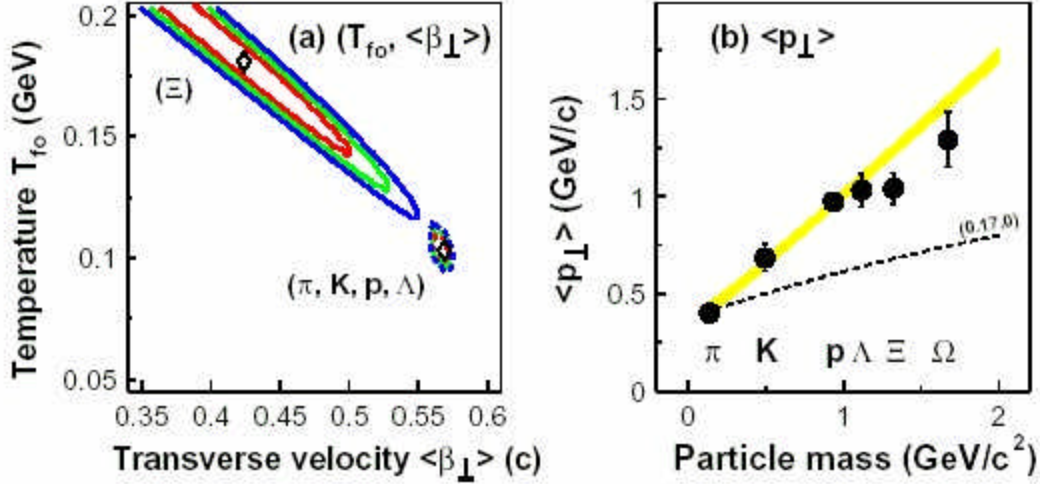 (a) (T_fo, <β⊥>)
(Ξ)
(π, K, p, Λ)
0.2
0.15
0.1
0.05
0.35 0.4 0.45 0.5 0.55 0.6
Temperature T_fo (GeV)
Transverse velocity <β⊥> (c)
(b) <p⊥>
(0.17,0)
π K p Λ Ξ Ω
1.5
1
0.5
0
0 1 2
<p⊥> (GeV/c)
Particle mass (GeV/c²)